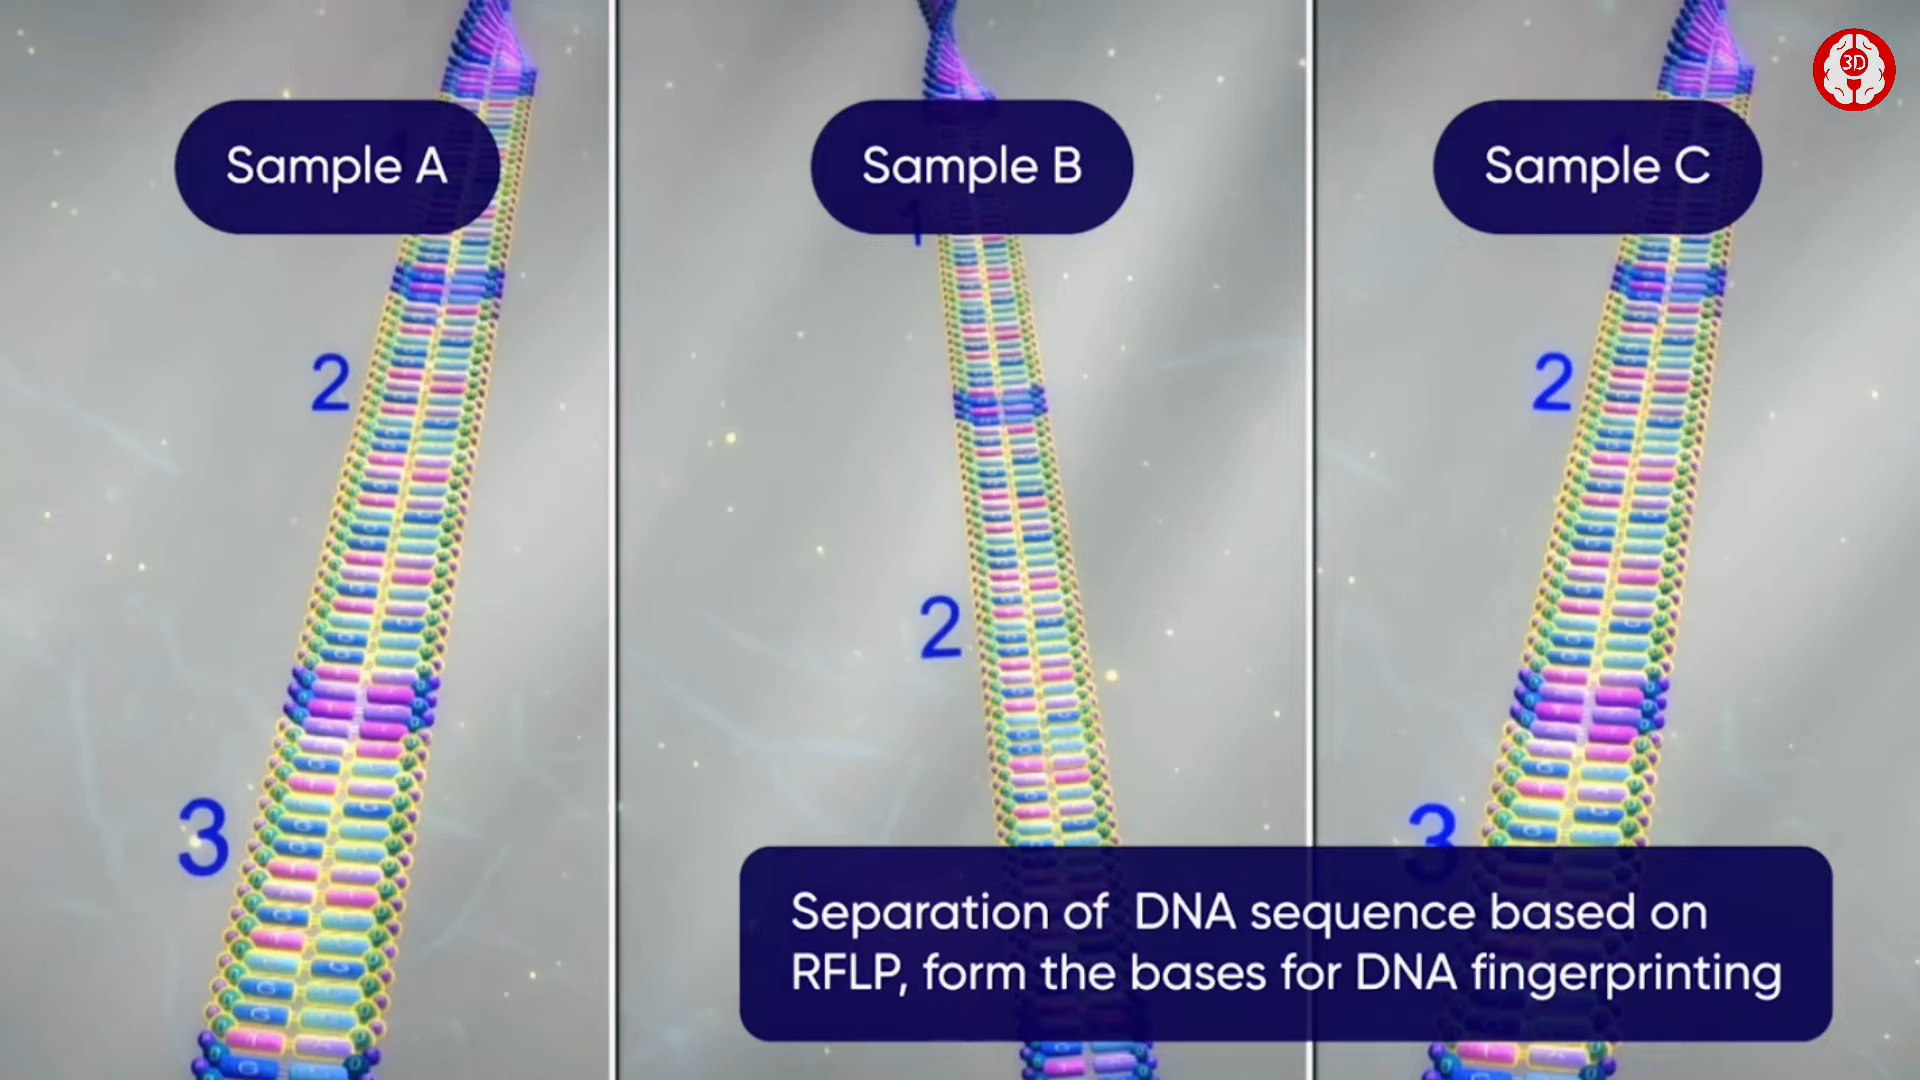 Sample A
Sample B
Sample C
3D
1
2
2
2
3
3
Separation of DNA sequence based on
RFLP, form the bases for DNA fingerprinting